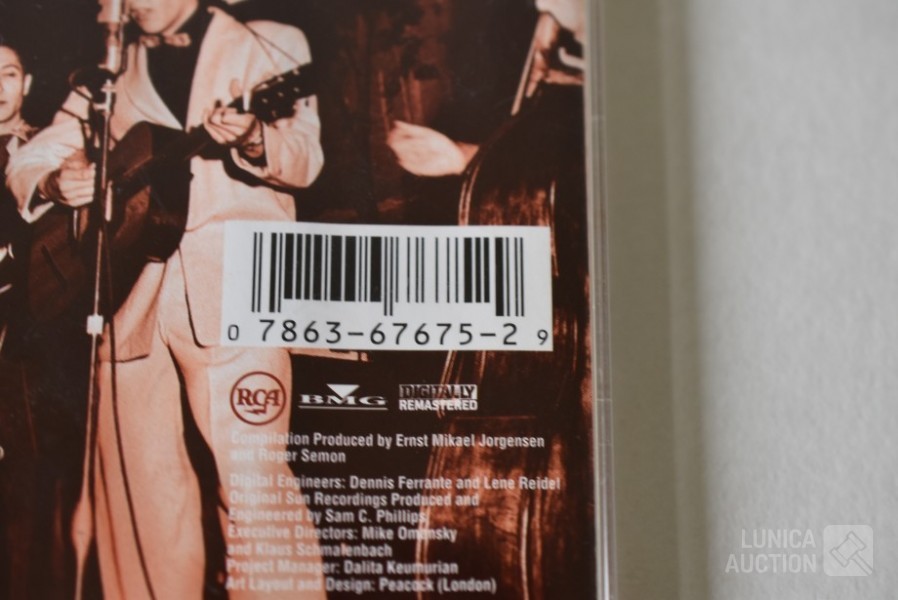 0 7863-67675-2 9
RCA BMG DIGITALLY
REMASTERED
Compilation Produced by Ernst Mikael Jorgensen
and Roger Semon
Digital Engineers: Dennis Ferrante and Lene Reidel
Original Sun Recordings Produced and
Engineered by Sam C. Phillips
Executive Directors: Mike Omansky
and Klaus Schmalenbach
Project Manager: Dalita Keumurian
Art Layout and Design: Peacock (London)
LUNICA
AUCTION